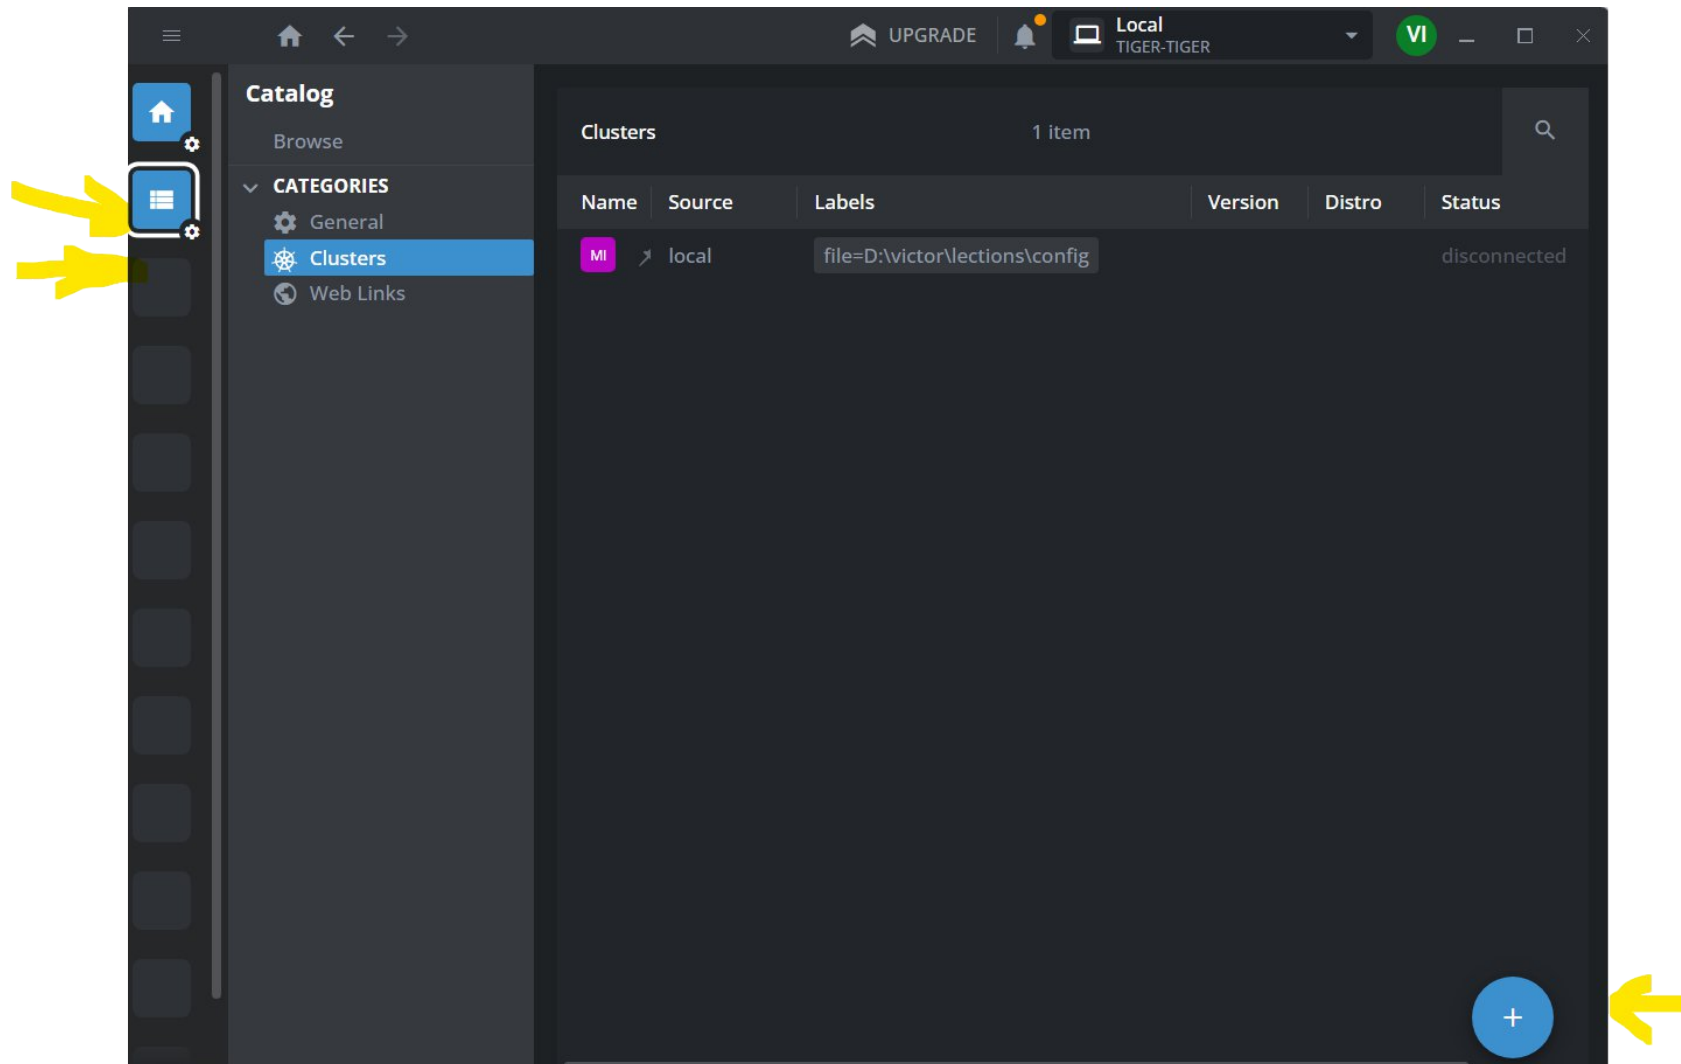 UPGRADE
Local
TIGER-TIGER
VI
Catalog
Browse
CATEGORIES
General
Clusters
Web Links
Clusters 1 item
Name Source Labels Version Distro Status
MI local file=D:\victor\lections\config disconnected
+